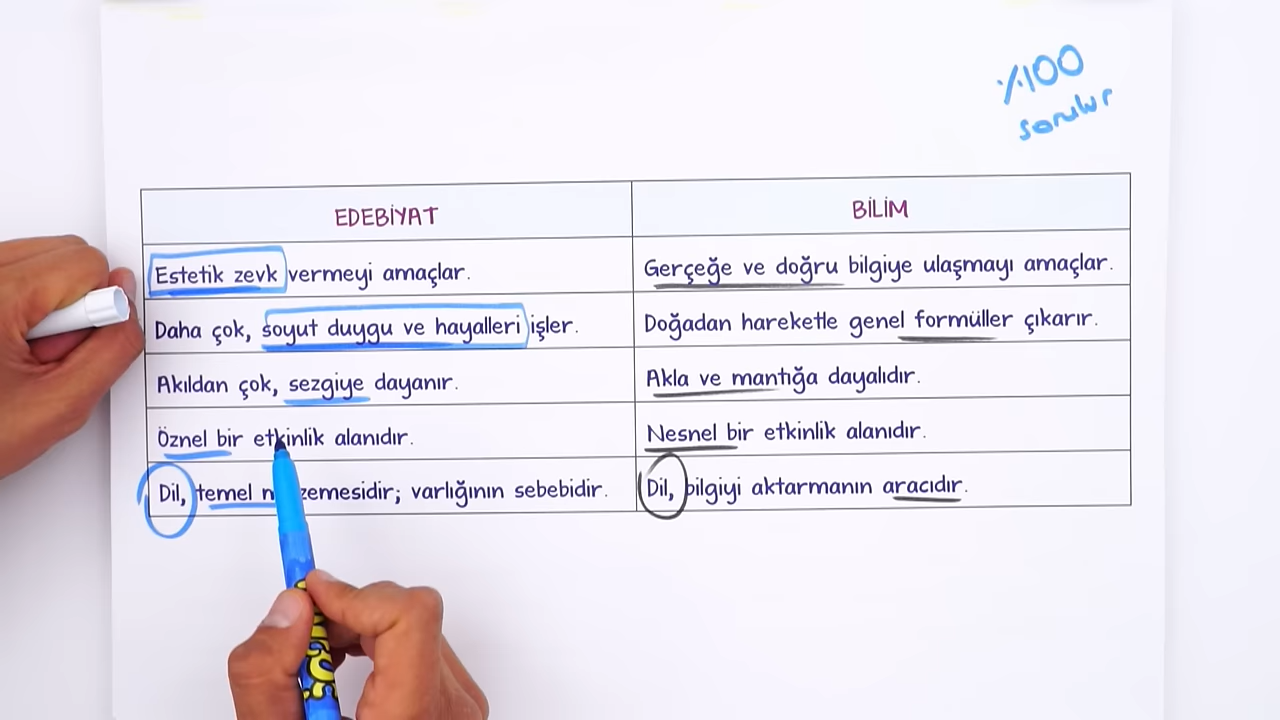 %100
sorulur
EDEBİYAT
BİLİM
Estetik zevk vermeyi amaçlar.
Gerçeğe ve doğru bilgiye ulaşmayı amaçlar.
Daha çok, soyut duygu ve hayalleri işler.
Doğadan hareketle genel formüller çıkarır.
Akıldan çok, sezgiye dayanır.
Akla ve mantığa dayalıdır.
Öznel bir etkinlik alanıdır.
Nesnel bir etkinlik alanıdır.
Dil, temel malzemesidir; varlığının sebebidir.
Dil, bilgiyi aktarmanın aracıdır.